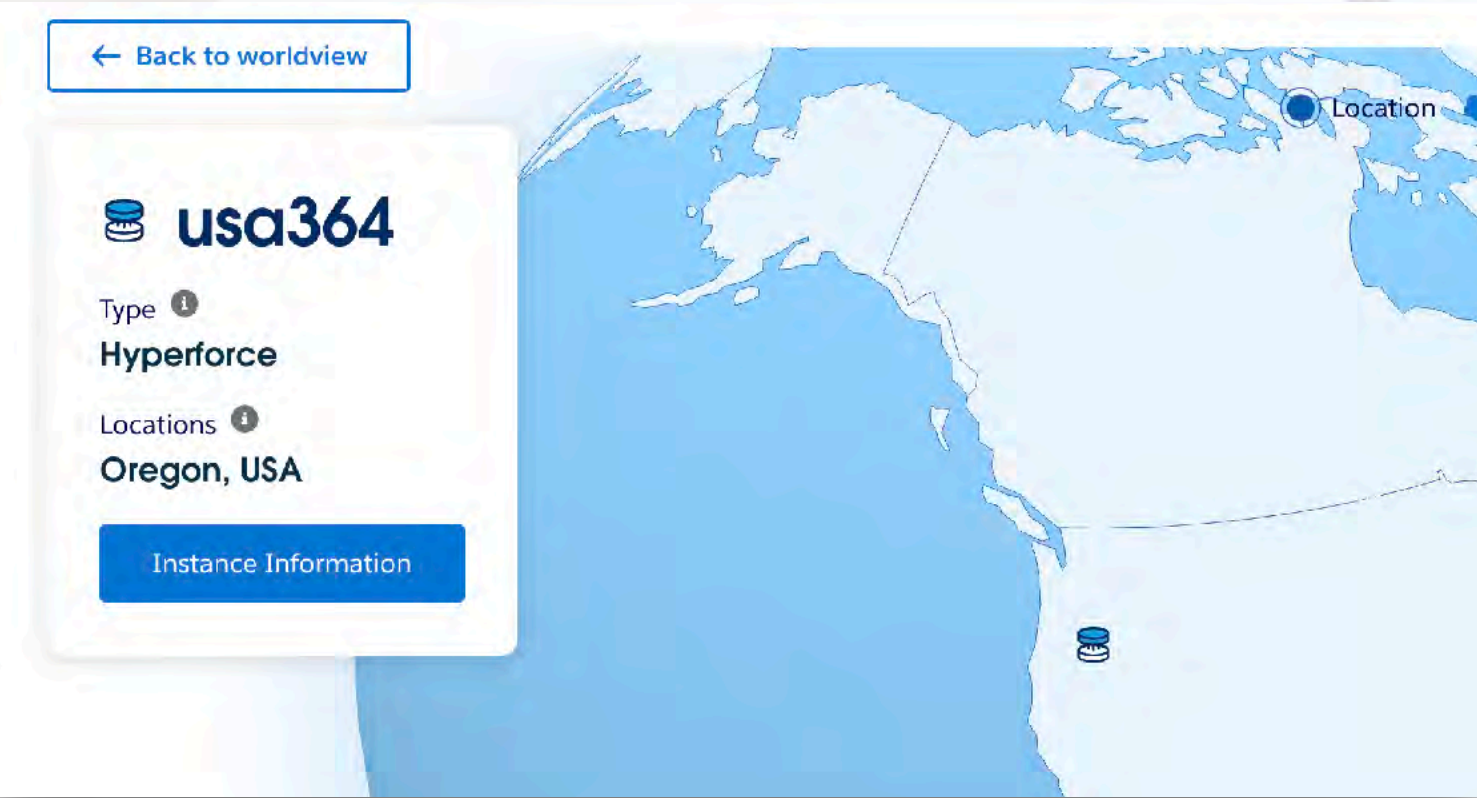 ← Back to worldview
Location
usa364
Type
Hyperforce
Locations
Oregon, USA
Instance Information